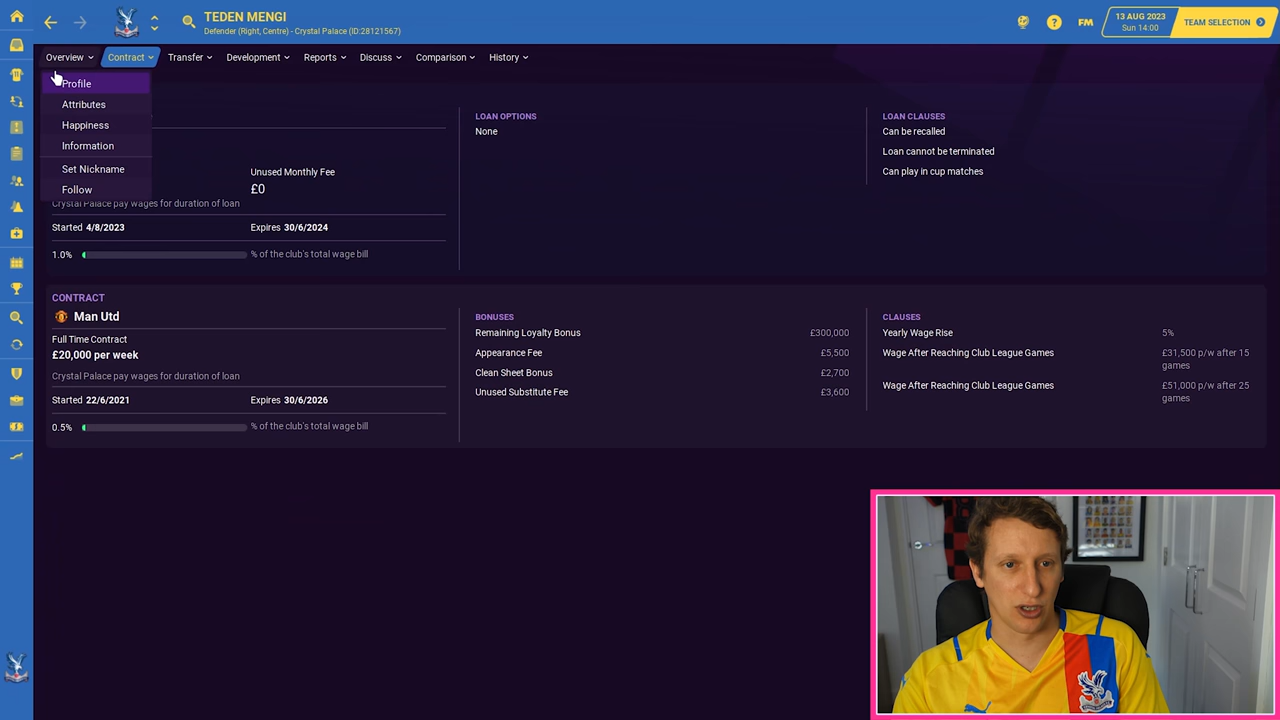 TEDEN MENGI
Defender (Right, Centre) - Crystal Palace (ID:28121567)
FM
13 AUG 2023
Sun 14:00
TEAM SELECTION
Overview
Contract
Transfer
Development
Reports
Discuss
Comparison
History
Profile
Attributes
Happiness
Information
Set Nickname
Follow
Unused Monthly Fee
£0
Crystal Palace pay wages for duration of loan
Started 4/8/2023
Expires 30/6/2024
1.0%
% of the club's total wage bill
LOAN OPTIONS
None
LOAN CLAUSES
Can be recalled
Loan cannot be terminated
Can play in cup matches
CONTRACT
Man Utd
Full Time Contract
£20,000 per week
Crystal Palace pay wages for duration of loan
Started 22/6/2021
Expires 30/6/2026
0.5%
% of the club's total wage bill
BONUSES
Remaining Loyalty Bonus £300,000
Appearance Fee £5,500
Clean Sheet Bonus £2,700
Unused Substitute Fee £3,600
CLAUSES
Yearly Wage Rise 5%
Wage After Reaching Club League Games £31,500 p/w after 15
games
Wage After Reaching Club League Games £51,000 p/w after 25
games